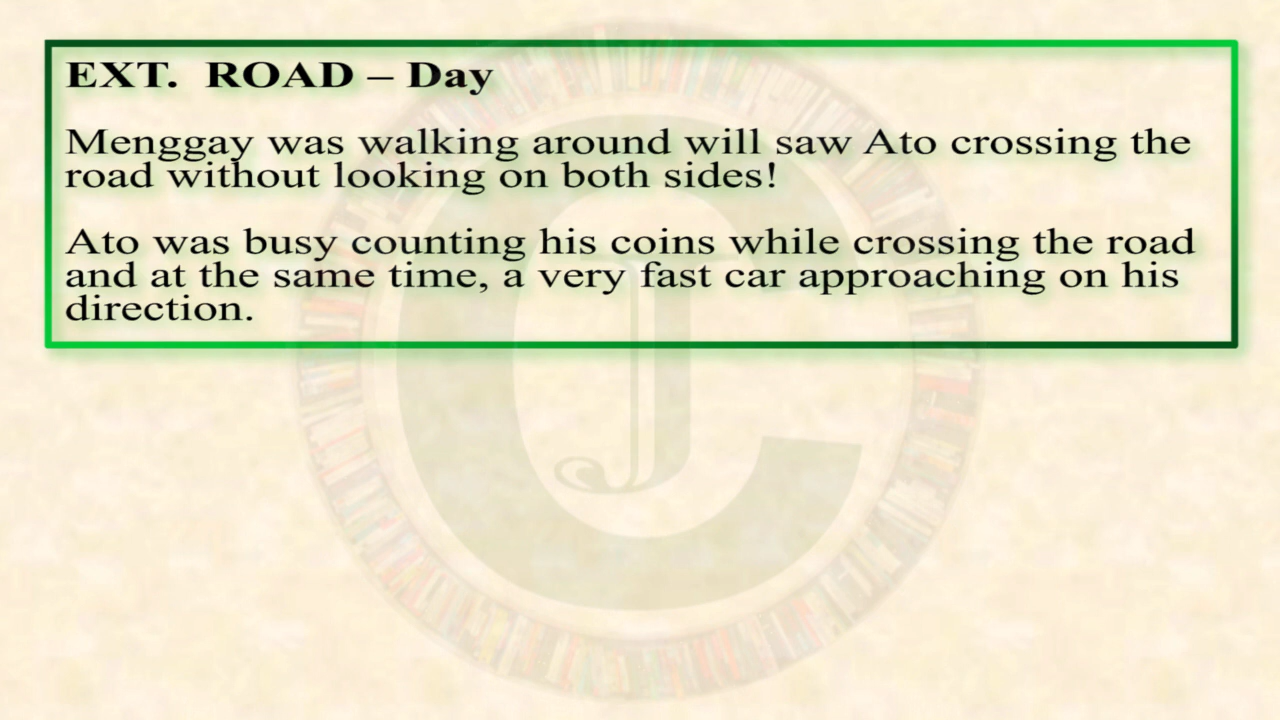 EXT.  ROAD – Day
Menggay was walking around will saw Ato crossing the
road without looking on both sides!
Ato was busy counting his coins while crossing the road
and at the same time, a very fast car approaching on his
direction.